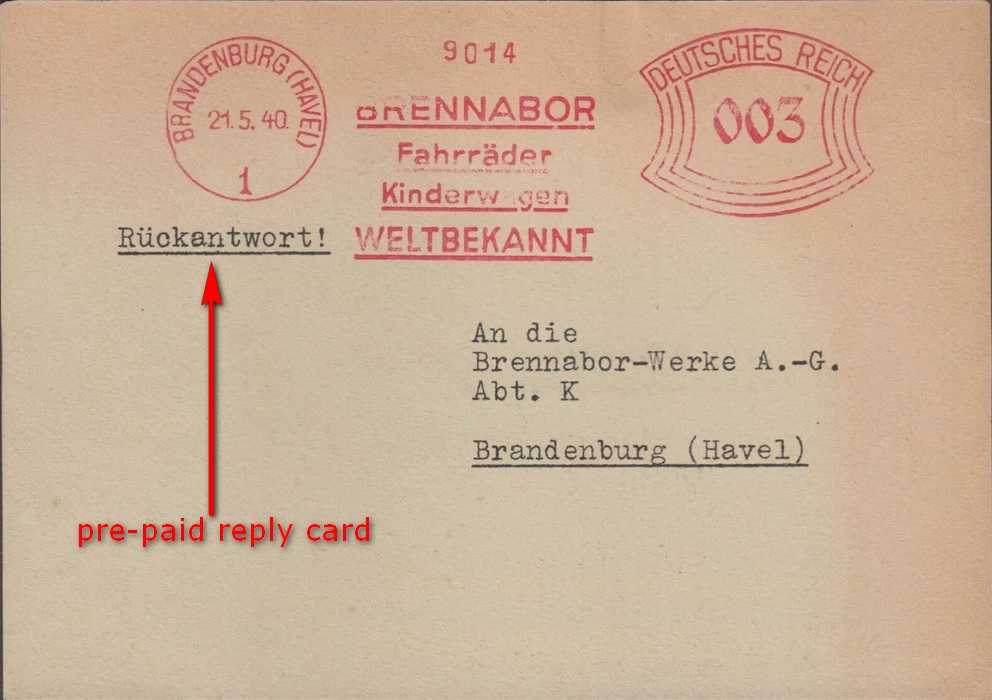 BRANDENBURG (HAVEL)
21.5.40.
1
9014
BRENNABOR
Fahrräder
Kinderwagen
WELTBEKANNT
DEUTSCHES REICH
003
Rückantwort!
An die
Brennabor-Werke A.-G.
Abt. K
Brandenburg (Havel)
pre-paid reply card